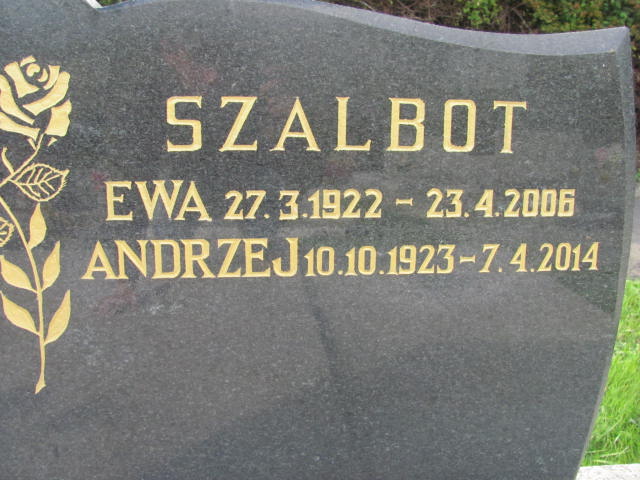 SZALBOT
EWA 27.3.1922 - 23.4.2006
ANDRZEJ 10.10.1923 - 7.4.2014